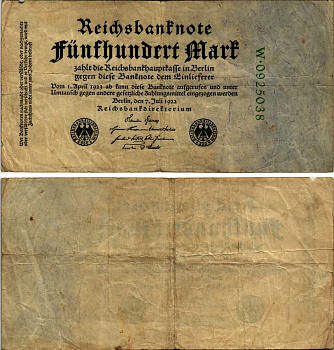 Reichsbanknote
Fünfhundert Mark
zahlt die Reichsbankhauptkasse in Berlin
gegen diese Banknote dem Einlieferer
Vom 1. April 1923 ab kann diese Banknote aufgerufen und unter
Umtausch gegen andere gesetzliche Zahlungsmittel eingezogen werden
Berlin, den 7. Juli 1922
Reichsbankdirektorium
W·0925038